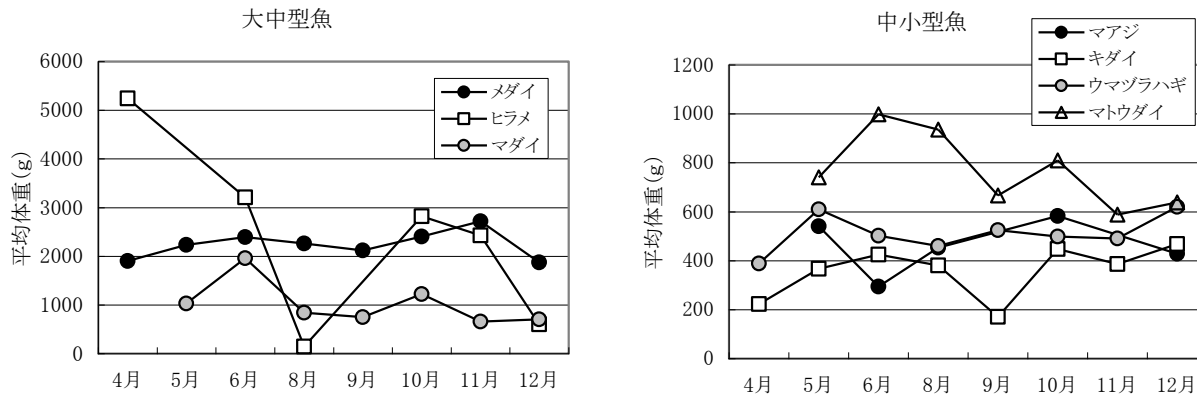 大中型魚
6000
5000
4000
3000
2000
1000
0
平均体重(g)
メダイ
ヒラメ
マダイ
4月 5月 6月 8月 9月 10月 11月 12月
中小型魚
1200
1000
800
600
400
200
0
平均体重(g)
マアジ
キダイ
ウマヅラハギ
マトウダイ
4月 5月 6月 8月 9月 10月 11月 12月